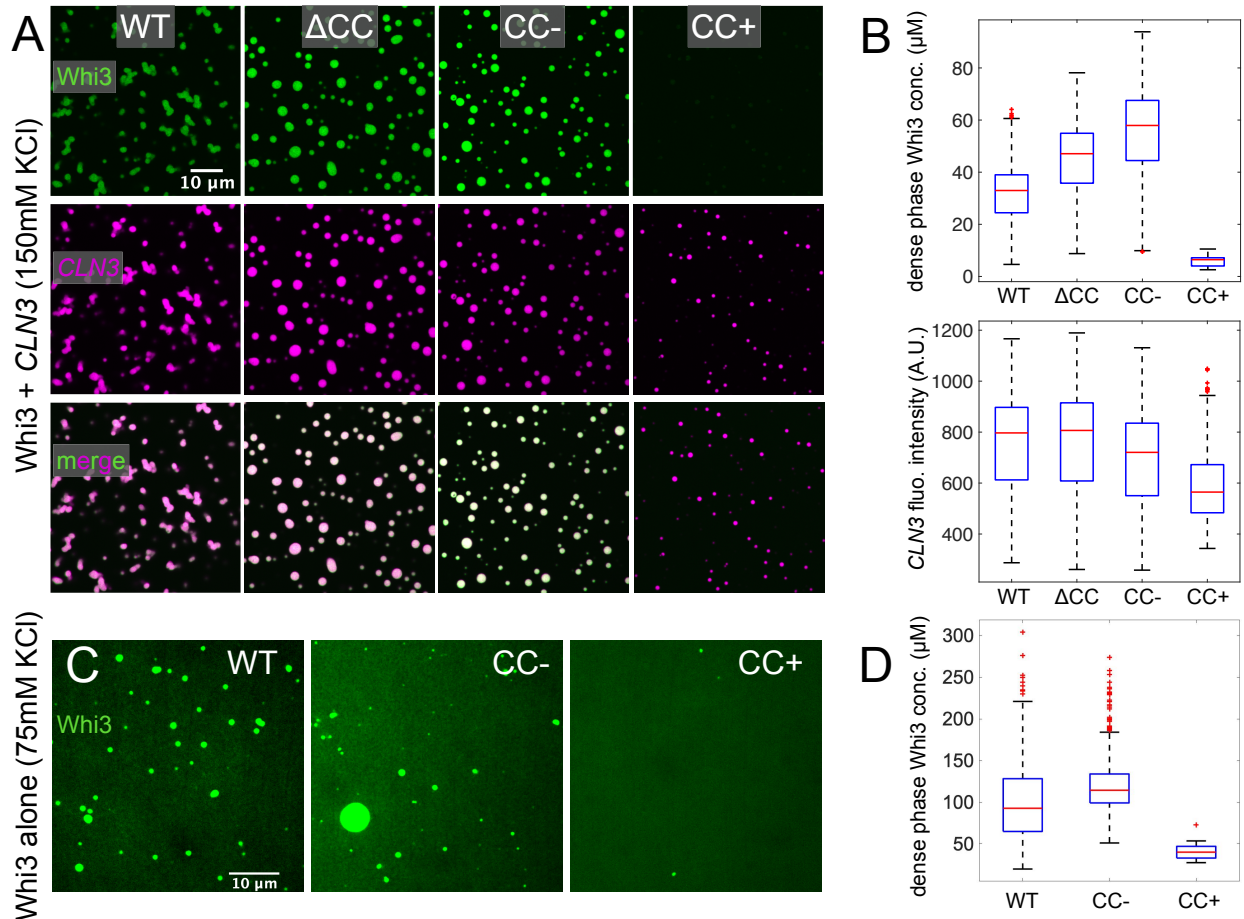 A
WT
ΔCC
CC-
CC+
Whi3 + CLN3 (150mM KCl)
Whi3
10 µm
CLN3
merge
B
dense phase Whi3 conc. (µM)
80
60
40
20
0
WT ΔCC CC- CC+
CLN3 fluo. intensity (A.U.)
1200
1000
800
600
400
WT ΔCC CC- CC+
Whi3 alone (75mM KCl)
C
WT
CC-
CC+
Whi3
10 µm
D
dense phase Whi3 conc. (µM)
300
250
200
150
100
50
WT CC- CC+